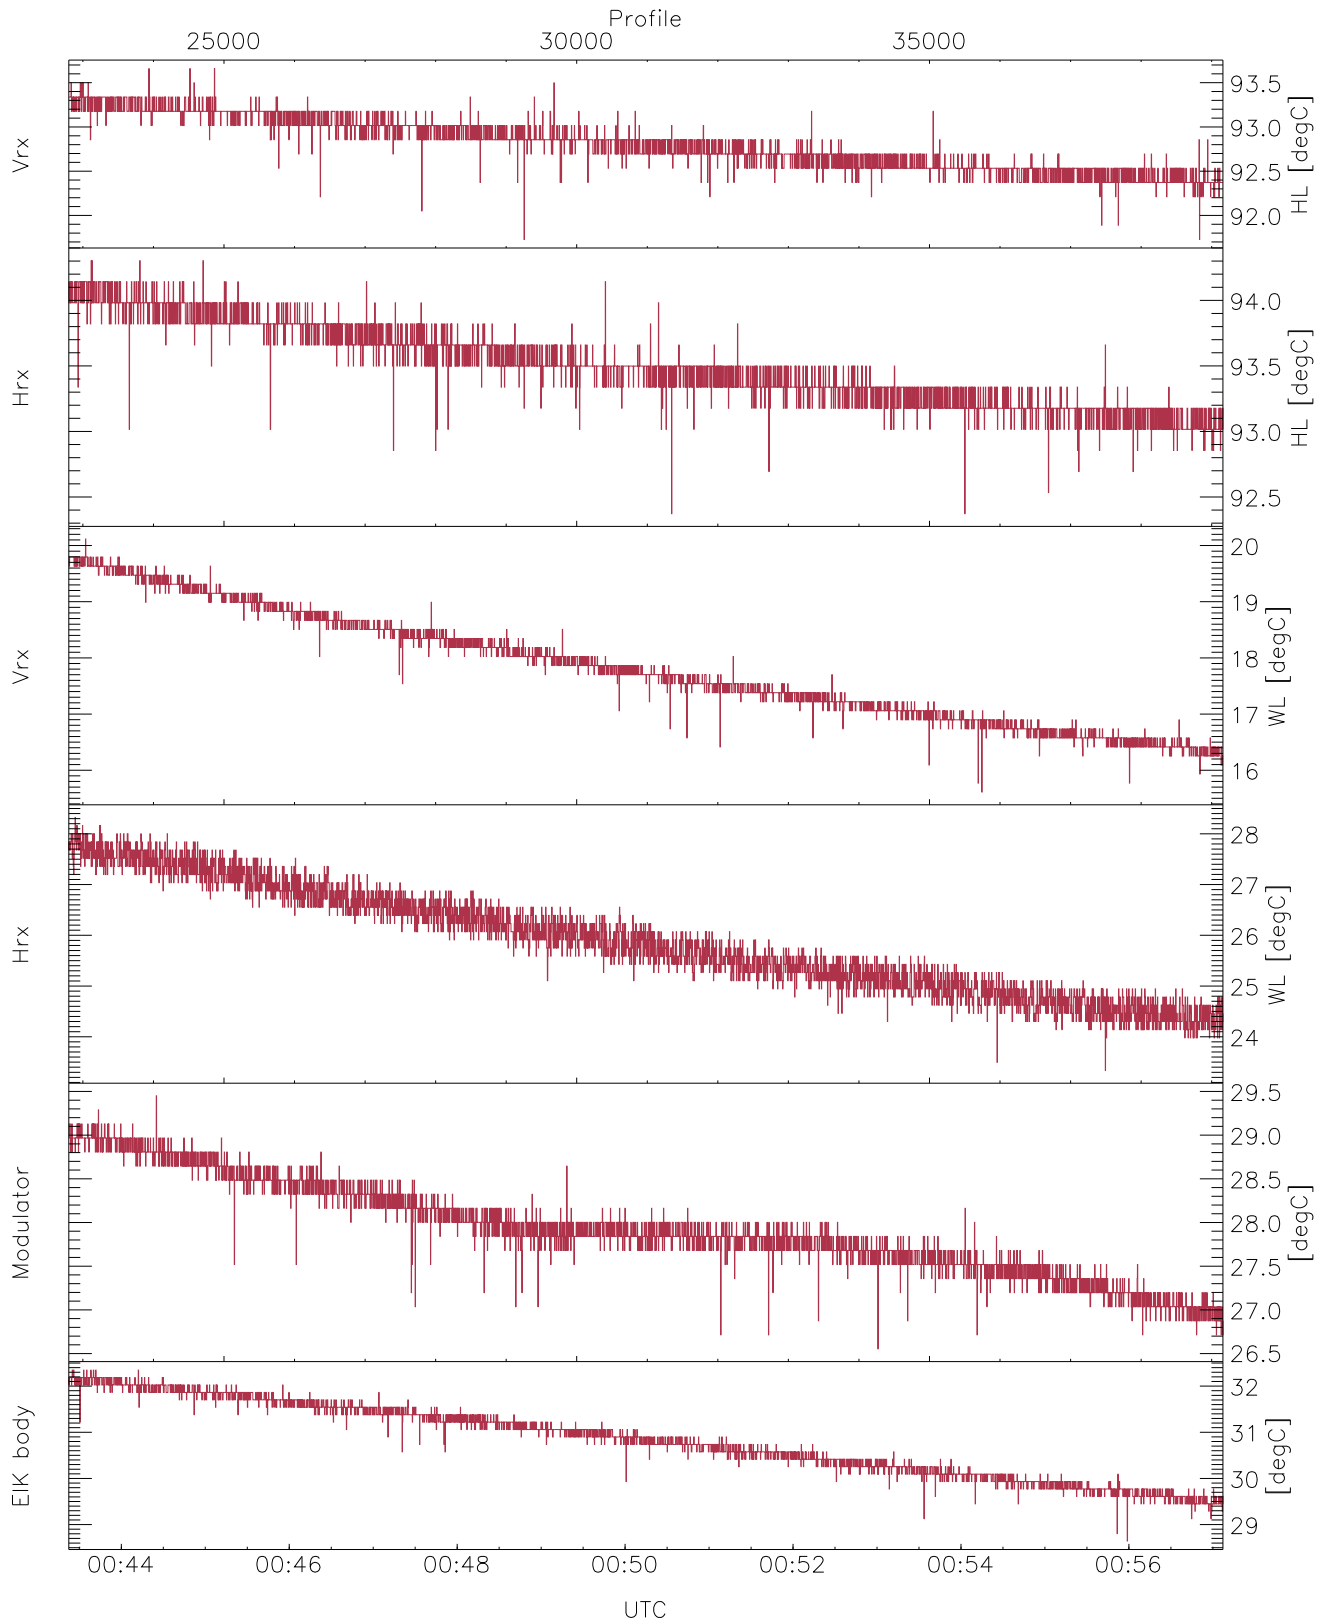 Profile
25000 30000 35000
Vrx
93.5
93.0
92.5
92.0
HL [degC]
Hrx
94.0
93.5
93.0
92.5
HL [degC]
Vrx
20
19
18
17
16
WL [degC]
Hrx
28
27
26
25
24
WL [degC]
Modulator
29.5
29.0
28.5
28.0
27.5
27.0
26.5
[degC]
EIK body
32
31
30
29
[degC]
00:44 00:46 00:48 00:50 00:52 00:54 00:56
UTC